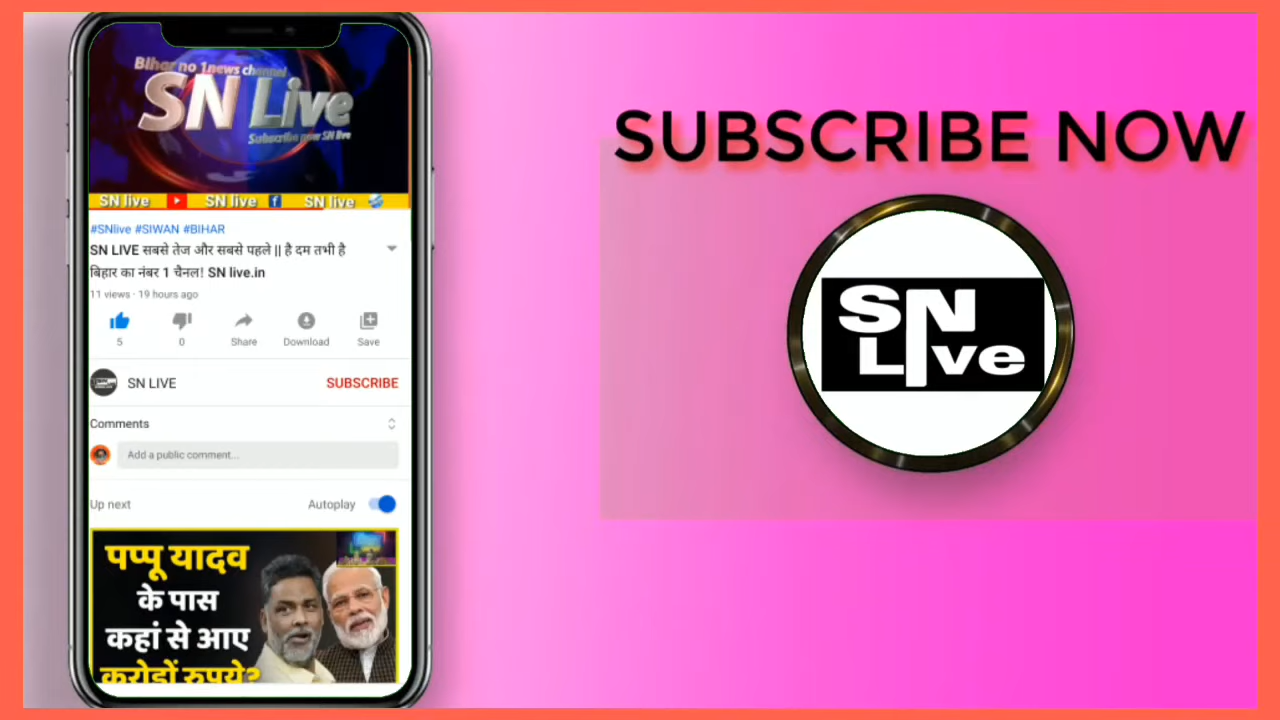 Bihar no 1news channel
SN Live
Subscribe now SN live
SN live SN live f SN live
#SNlive #SIWAN #BIHAR
SN LIVE सबसे तेज और सबसे पहले || है दम तभी है
बिहार का नंबर 1 चैनल! SN live.in
11 views · 19 hours ago
5 0 Share Download Save
SN LIVE SUBSCRIBE
Comments
Add a public comment...
Up next Autoplay
पप्पू यादव
के पास
कहां से आए
करोड़ों रुपये?
SUBSCRIBE NOW
SN
Live